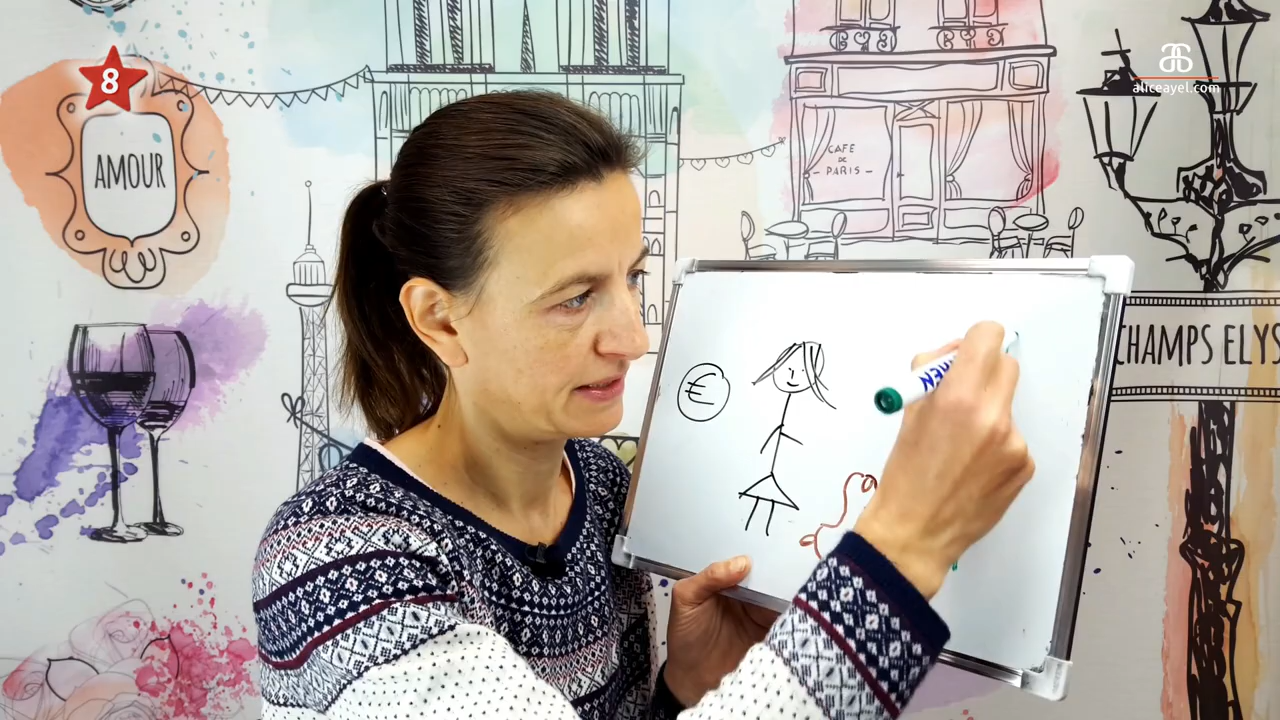 8
AMOUR
CAFE
DE
- PARIS -
aliceayel.com
CHAMPS ELYS
€